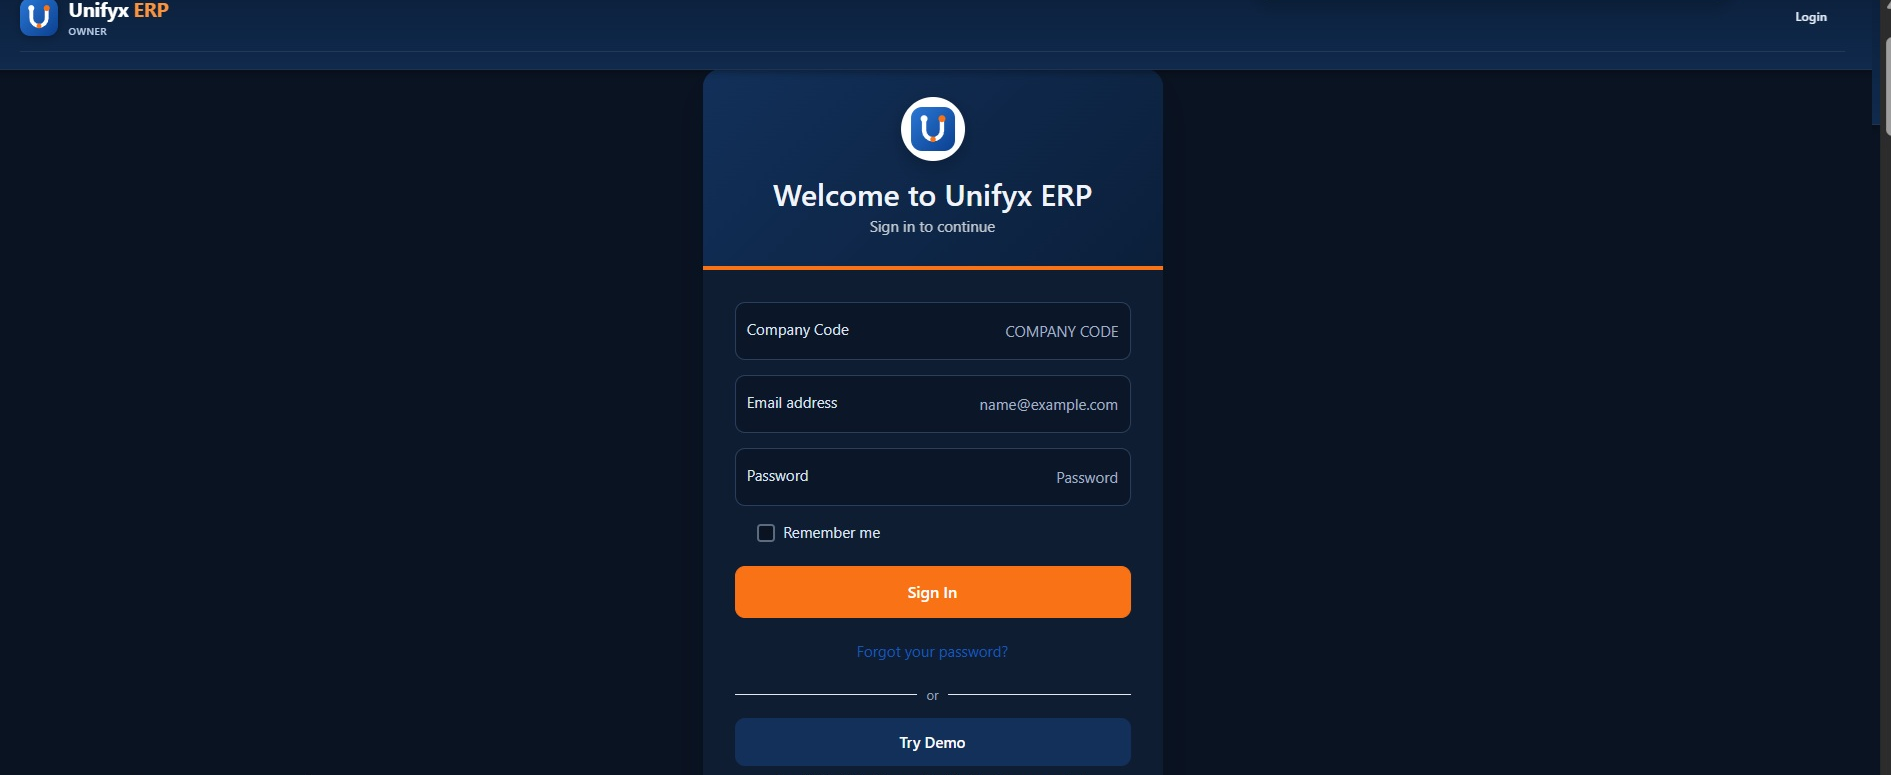 Unifyx ERP
OWNER
Login
Welcome to Unifyx ERP
Sign in to continue
Company Code COMPANY CODE
Email address name@example.com
Password Password
Remember me
Sign In
Forgot your password?
or
Try Demo